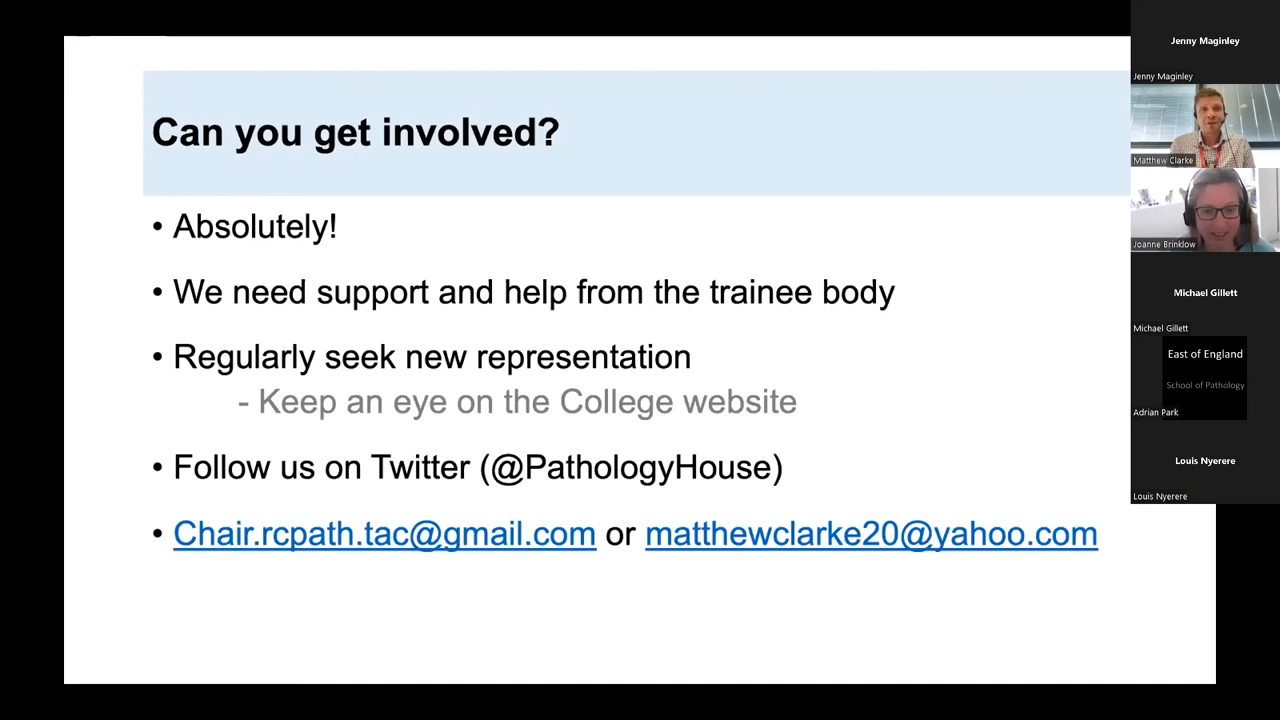 Can you get involved?
• Absolutely!
• We need support and help from the trainee body
• Regularly seek new representation
- Keep an eye on the College website
• Follow us on Twitter (@PathologyHouse)
• Chair.rcpath.tac@gmail.com or matthewclarke20@yahoo.com
Jenny Maginley
Jenny Maginley
Matthew Clarke
Joanne Brinklow
Michael Gillett
Michael Gillett
East of England
School of Pathology
Adrian Park
Louis Nyerere
Louis Nyerere